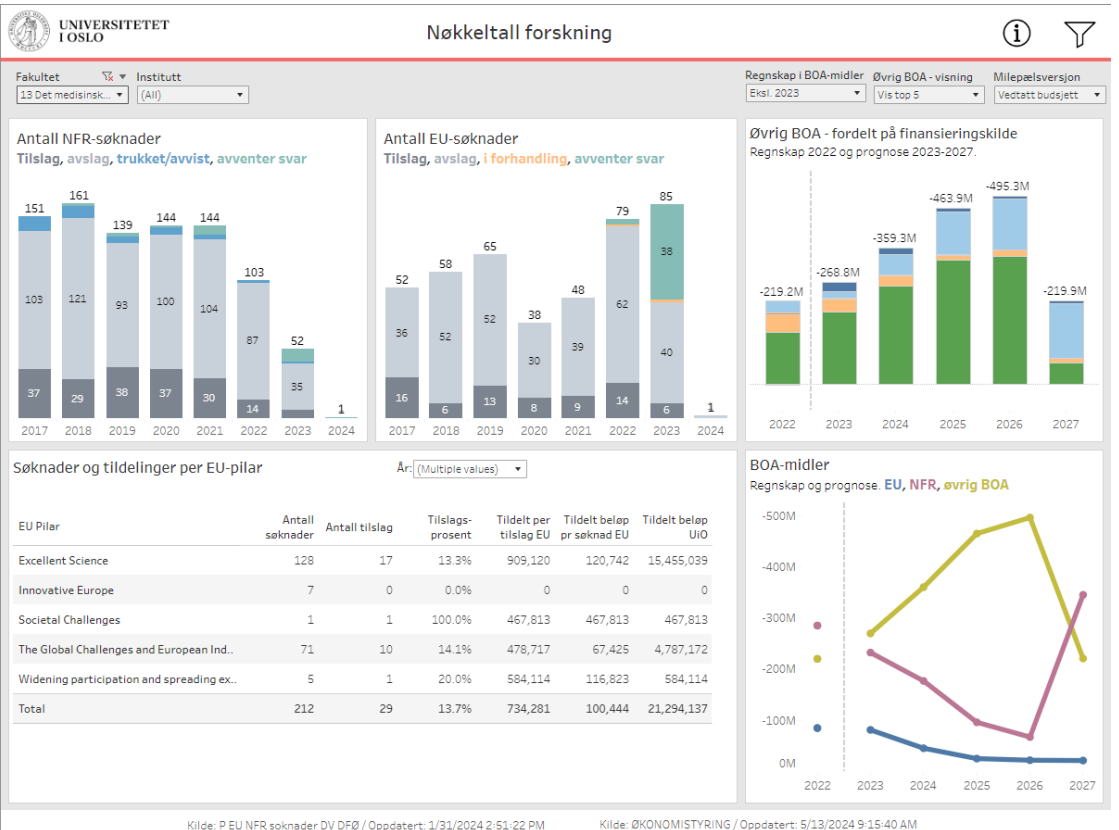 UNIVERSITETET
I OSLO
Nøkkeltall forskning
Fakultet
Institutt
13 Det medisinsk...
(All)
Regnskap i BOA-midler
Øvrig BOA - visning
Milepælsversjon
Eksl. 2023
Vis top 5
Vedtatt budsjett
Antall NFR-søknader
Tilslag, avslag, trukket/avvist, avventer svar
151
161
139
144
144
103
52
1
103
121
93
100
104
87
35
37
29
38
37
30
14
2017 2018 2019 2020 2021 2022 2023 2024
Antall EU-søknader
Tilslag, avslag, i forhandling, avventer svar
52
58
65
38
48
79
85
1
38
36
52
52
30
39
62
40
16
6
13
8
9
14
6
2017 2018 2019 2020 2021 2022 2023 2024
Øvrig BOA - fordelt på finansieringskilde
Regnskap 2022 og prognose 2023-2027.
-219.2M
-268.8M
-359.3M
-463.9M
-495.3M
-219.9M
2022 2023 2024 2025 2026 2027
Søknader og tildelinger per EU-pilar
År: (Multiple values)
EU Pilar
Antall søknader
Antall tilslag
Tilslags-prosent
Tildelt per tilslag EU
Tildelt beløp pr søknad EU
Tildelt beløp UiO
Excellent Science 128 17 13.3% 909,120 120,742 15,455,039
Innovative Europe 7 0 0.0% 0 0 0
Societal Challenges 1 1 100.0% 467,813 467,813 467,813
The Global Challenges and European Ind.. 71 10 14.1% 478,717 67,425 4,787,172
Widening participation and spreading ex.. 5 1 20.0% 584,114 116,823 584,114
Total 212 29 13.7% 734,281 100,444 21,294,137
BOA-midler
Regnskap og prognose. EU, NFR, øvrig BOA
-500M
-400M
-300M
-200M
-100M
0M
2022 2023 2024 2025 2026 2027
Kilde: P EU NFR soknader DV DFØ / Oppdatert: 1/31/2024 2:51:22 PM
Kilde: ØKONOMISTYRING / Oppdatert: 5/13/2024 9:15:40 AM